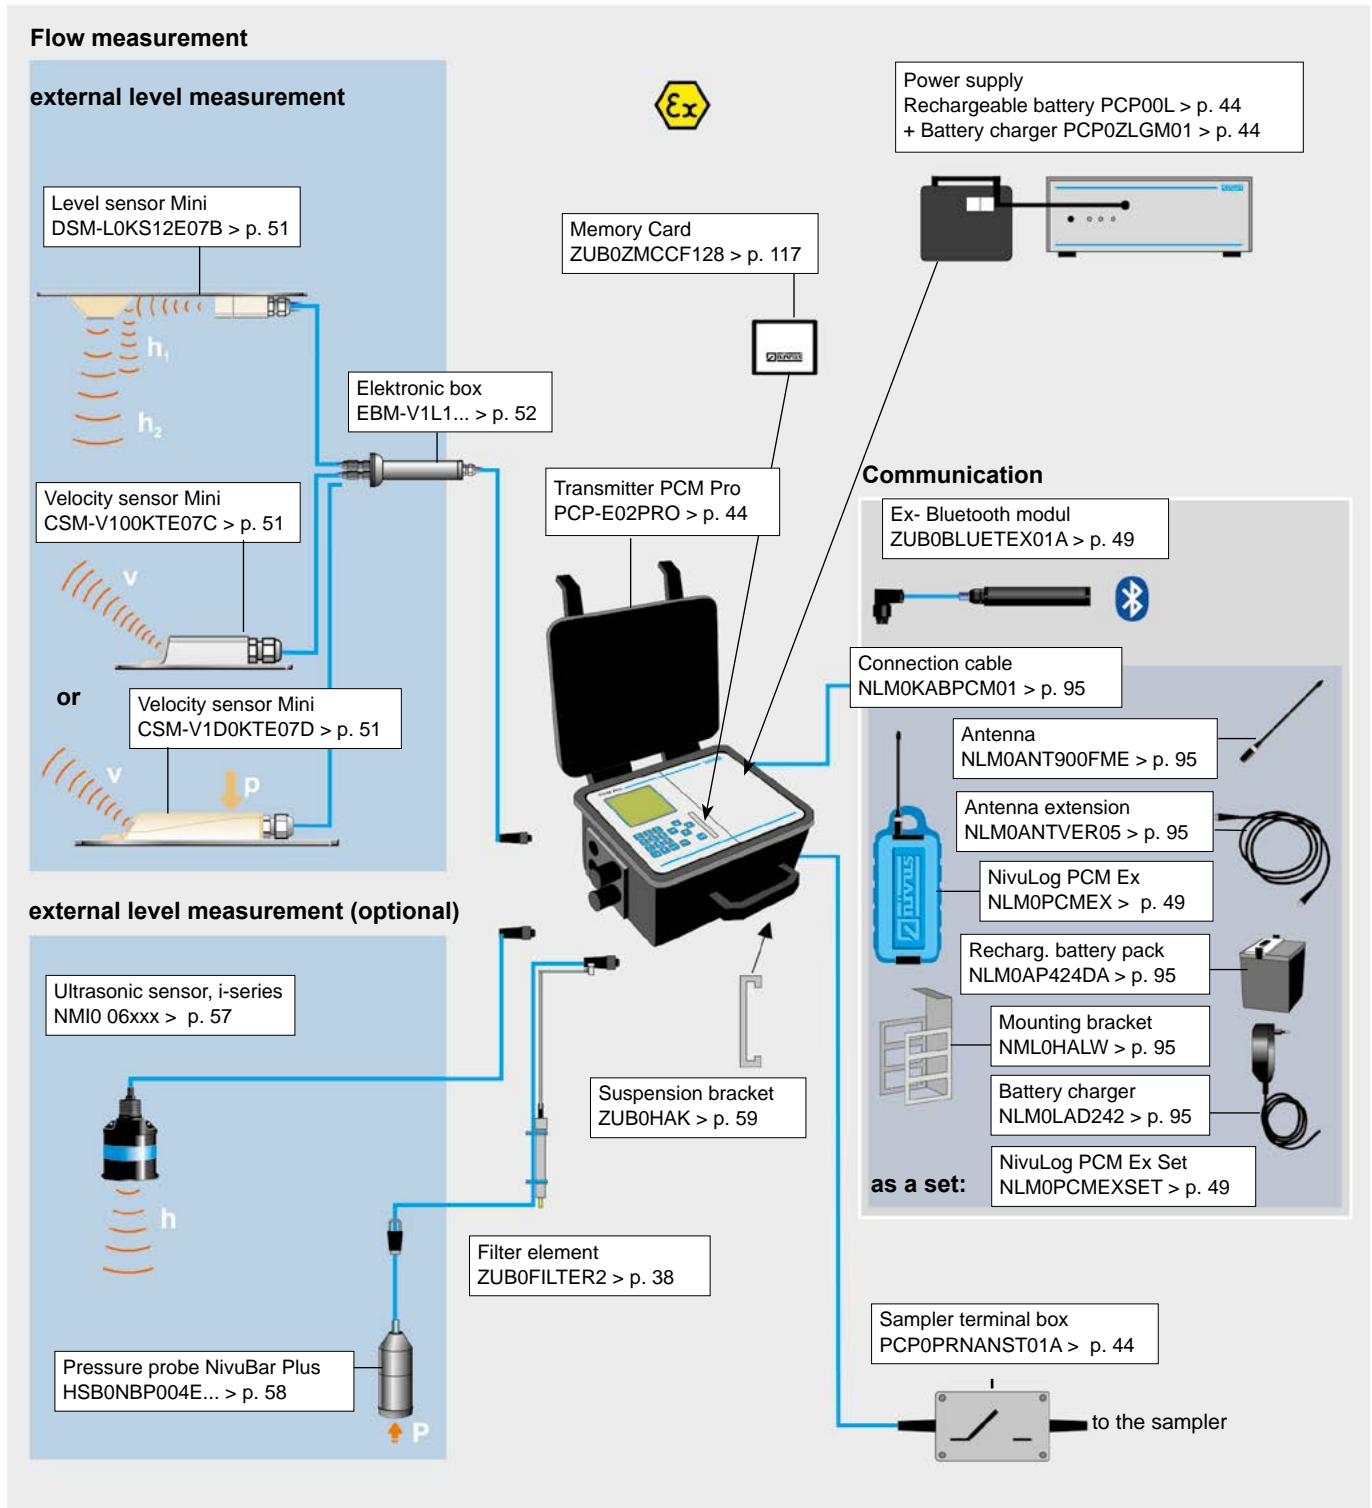 Flow measurement
external level measurement
Power supply
Rechargeable battery PCP00L > p. 44
+ Battery charger PCP0ZLGM01 > p. 44
Ex
Level sensor Mini
DSM-L0KS12E07B > p. 51
Memory Card
ZUB0ZMCCF128 > p. 117
h1
h2
nivus
Elektronic box
EBM-V1L1... > p. 52
Velocity sensor Mini
CSM-V100KTE07C > p. 51
Transmitter PCM Pro
PCP-E02PRO > p. 44
Communication
Ex- Bluetooth modul
ZUB0BLUETEX01A > p. 49
v
or
Velocity sensor Mini
CSM-V1D0KTE07D > p. 51
Connection cable
NLM0KABPCM01 > p. 95
Antenna
NLM0ANT900FME > p. 95
v
p
Antenna extension
NLM0ANTVER05 > p. 95
nivus
NivuLog PCM Ex
NLM0PCMEX > p. 49
external level measurement (optional)
Recharg. battery pack
NLM0AP424DA > p. 95
Ultrasonic sensor, i-series
NMI0 06xxx > p. 57
Mounting bracket
NML0HALW > p. 95
Suspension bracket
ZUB0HAK > p. 59
Battery charger
NLM0LAD242 > p. 95
as a set:
NivuLog PCM Ex Set
NLM0PCMEXSET > p. 49
h
Filter element
ZUB0FILTER2 > p. 38
Sampler terminal box
PCP0PRNANST01A > p. 44
Pressure probe NivuBar Plus
HSB0NBP004E... > p. 58
P
to the sampler